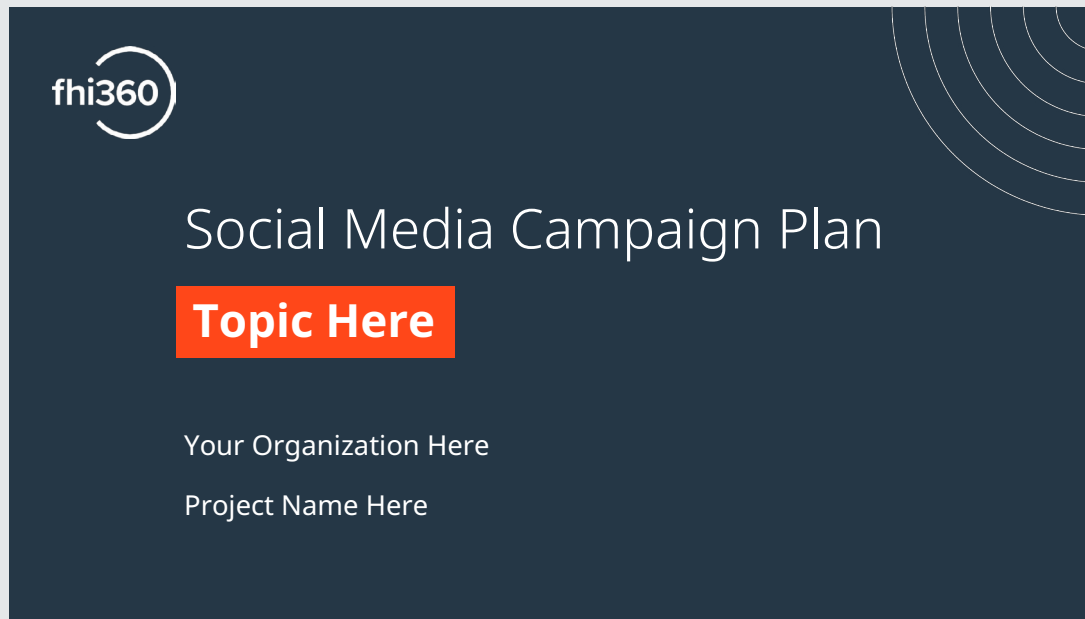 fhi360
Social Media Campaign Plan
Topic Here
Your Organization Here
Project Name Here